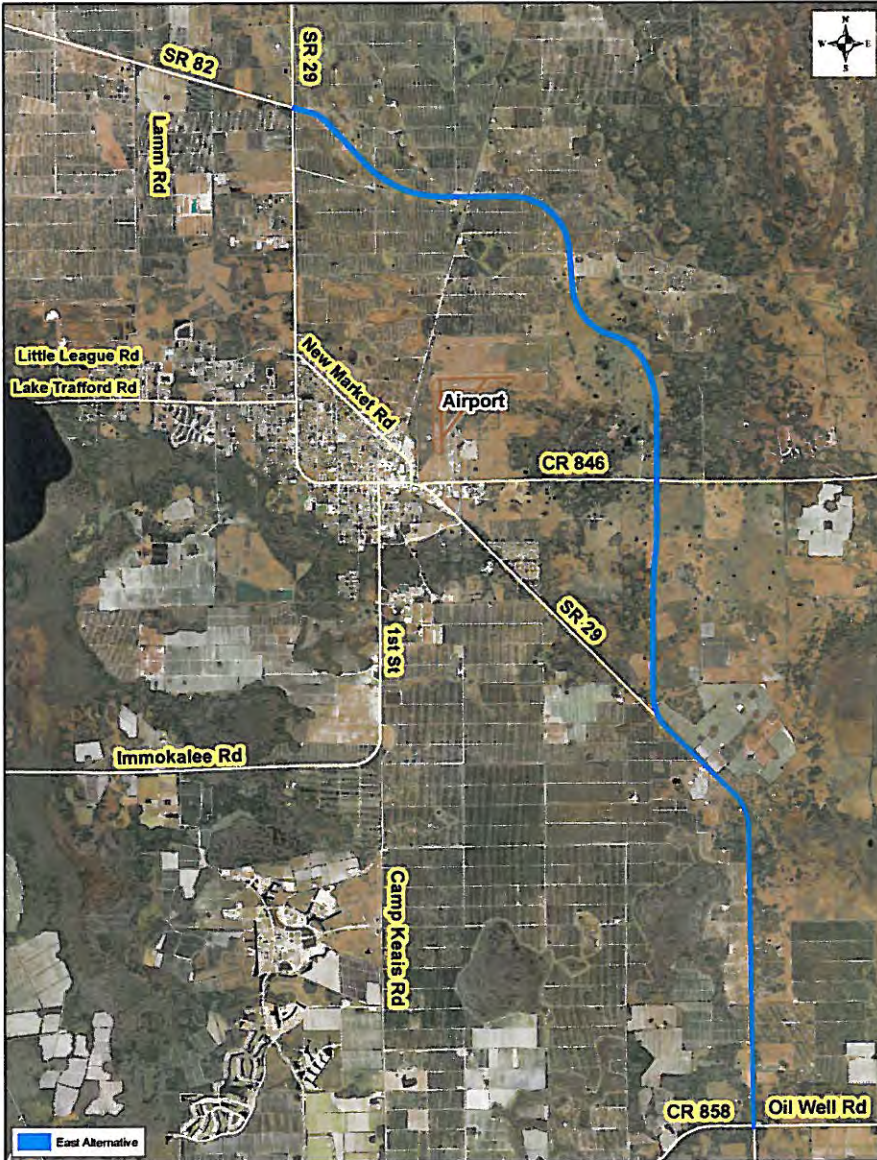 N
W E
S
SR 82
SR 29
Lamm Rd
Little League Rd
Lake Trafford Rd
New Market Rd
Airport
CR 846
SR 29
1st St
Immokalee Rd
Camp Keais Rd
CR 858
Oil Well Rd
East Alternative